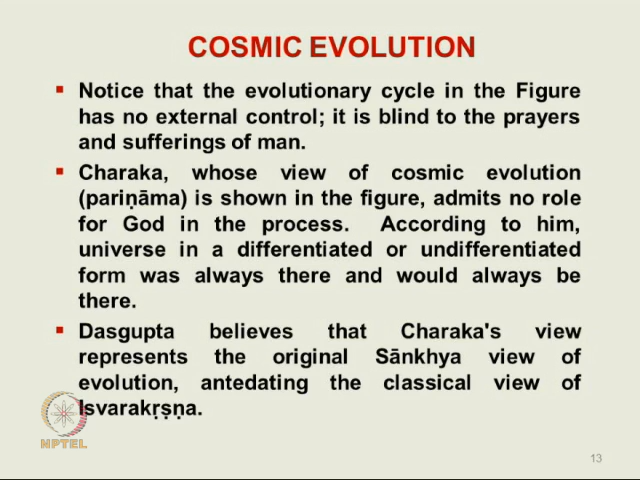 COSMIC EVOLUTION
▪ Notice that the evolutionary cycle in the Figure
has no external control; it is blind to the prayers
and sufferings of man.
▪ Charaka, whose view of cosmic evolution
(pariṇāma) is shown in the figure, admits no role
for God in the process. According to him,
universe in a differentiated or undifferentiated
form was always there and would always be
there.
▪ Dasgupta believes that Charaka's view
represents the original Sānkhya view of
evolution, antedating the classical view of
Isvarakṛṣṇa.
NPTEL
13